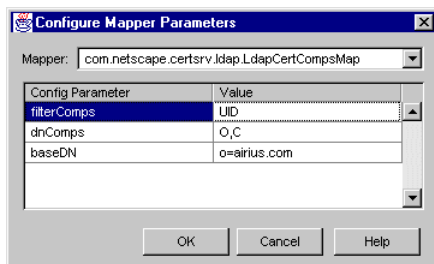 Configure Mapper Parameters
Mapper: com.netscape.certsrv.ldap.LdapCertCompsMap
Config Parameter Value
filterComps UID
dnComps O,C
baseDN o=airius.com
OK Cancel Help